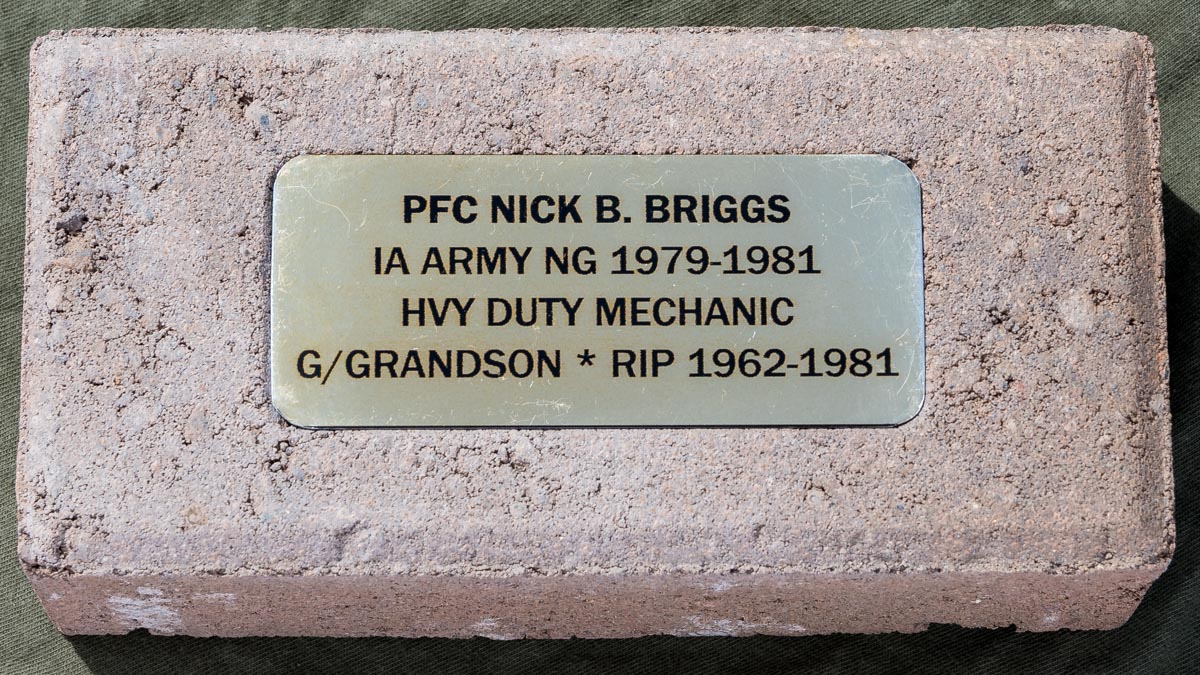 PFC NICK B. BRIGGS
IA ARMY NG 1979-1981
HVY DUTY MECHANIC
G/GRANDSON * RIP 1962-1981